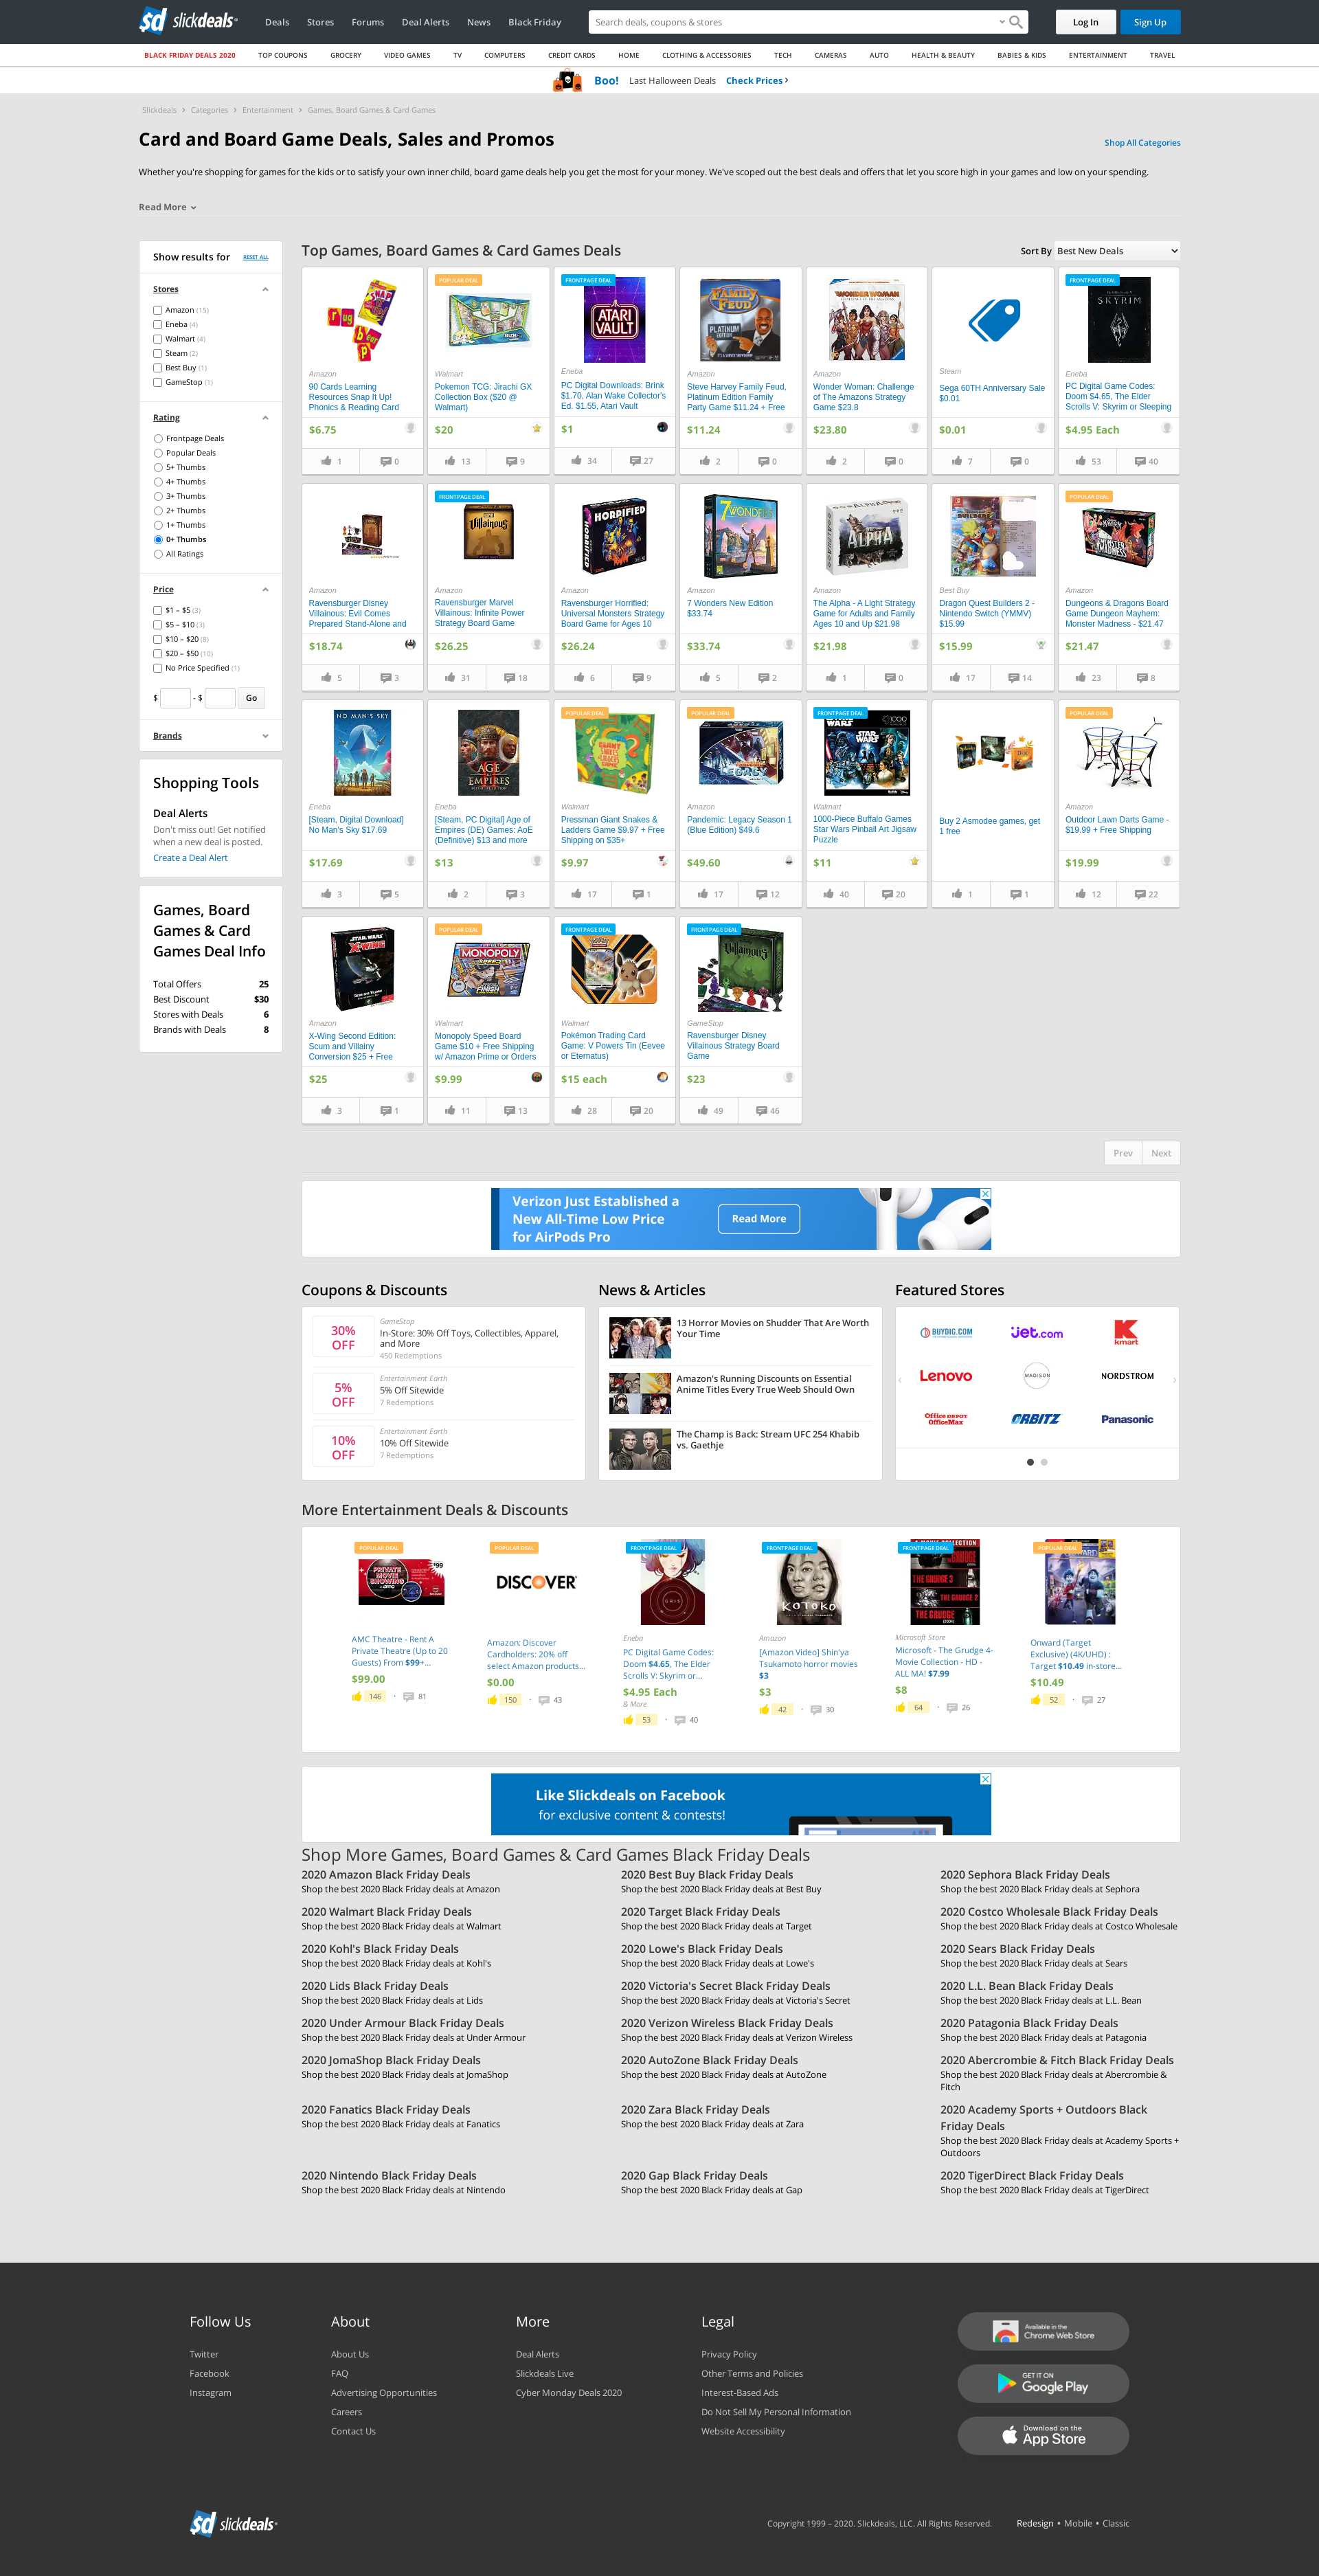 slickdeals
Deals
Stores
Forums
Deal Alerts
News
Black Friday
Search deals, coupons & stores
Log In
Sign Up
BLACK FRIDAY DEALS 2020
TOP COUPONS
GROCERY
VIDEO GAMES
TV
COMPUTERS
CREDIT CARDS
HOME
CLOTHING & ACCESSORIES
TECH
CAMERAS
AUTO
HEALTH & BEAUTY
BABIES & KIDS
ENTERTAINMENT
TRAVEL
Boo! Last Halloween Deals Check Prices
Slickdeals > Categories > Entertainment > Games, Board Games & Card Games
Card and Board Game Deals, Sales and Promos
Shop All Categories
Whether you're shopping for games for the kids or to satisfy your own inner child, board game deals help you get the most for your money. We've scoped out the best deals and offers that let you score high in your games and low on your spending.
Read More
Show results for
RESET ALL
Stores
Amazon (15)
Eneba (4)
Walmart (4)
Steam (2)
Best Buy (1)
GameStop (1)
Rating
Frontpage Deals
Popular Deals
5+ Thumbs
4+ Thumbs
3+ Thumbs
2+ Thumbs
1+ Thumbs
0+ Thumbs
All Ratings
Price
$1 – $5 (3)
$5 – $10 (3)
$10 – $20 (8)
$20 – $50 (10)
No Price Specified (1)
$ - $ Go
Brands
Shopping Tools
Deal Alerts
Don't miss out! Get notified
when a new deal is posted.
Create a Deal Alert
Games, Board
Games & Card
Games Deal Info
Total Offers 25
Best Discount $30
Stores with Deals 6
Brands with Deals 8
Top Games, Board Games & Card Games Deals
Sort By Best New Deals
Amazon
90 Cards Learning
Resources Snap It Up!
Phonics & Reading Card
$6.75
1 0
POPULAR DEAL
Walmart
Pokemon TCG: Jirachi GX
Collection Box ($20 @
Walmart)
$20
13 9
FRONTPAGE DEAL
ATARI
VAULT
Eneba
PC Digital Downloads: Brink
$1.70, Alan Wake Collector's
Ed. $1.55, Atari Vault
$1
34 27
FAMILY
FEUD
PLATINUM
EDITION
Amazon
Steve Harvey Family Feud,
Platinum Edition Family
Party Game $11.24 + Free
$11.24
2 0
WONDER WOMAN
Amazon
Wonder Woman: Challenge
of The Amazons Strategy
Game $23.8
$23.80
2 0
Steam
Sega 60TH Anniversary Sale
$0.01
$0.01
7 0
FRONTPAGE DEAL
SKYRIM
Eneba
PC Digital Game Codes:
Doom $4.65, The Elder
Scrolls V: Skyrim or Sleeping
$4.95 Each
53 40
Amazon
Ravensburger Disney
Villainous: Evil Comes
Prepared Stand-Alone and
$18.74
5 3
FRONTPAGE DEAL
Villainous
Amazon
Ravensburger Marvel
Villainous: Infinite Power
Strategy Board Game
$26.25
31 18
HORRIFIED
Amazon
Ravensburger Horrified:
Universal Monsters Strategy
Board Game for Ages 10
$26.24
6 9
7 WONDERS
Amazon
7 Wonders New Edition
$33.74
$33.74
5 2
ALPHA
Amazon
The Alpha - A Light Strategy
Game for Adults and Family
Ages 10 and Up $21.98
$21.98
1 0
BUILDERS
Best Buy
Dragon Quest Builders 2 -
Nintendo Switch (YMMV)
$15.99
$15.99
17 14
POPULAR DEAL
MONSTER
MADNESS
Amazon
Dungeons & Dragons Board
Game Dungeon Mayhem:
Monster Madness - $21.47
$21.47
23 8
NO MAN'S SKY
Eneba
[Steam, Digital Download]
No Man's Sky $17.69
$17.69
3 5
AGE
EMPIRES
Eneba
[Steam, PC Digital] Age of
Empires (DE) Games: AoE
(Definitive) $13 and more
$13
2 3
POPULAR DEAL
GIANT
Walmart
Pressman Giant Snakes &
Ladders Game $9.97 + Free
Shipping on $35+
$9.97
17 1
POPULAR DEAL
LEGACY
Amazon
Pandemic: Legacy Season 1
(Blue Edition) $49.6
$49.60
17 12
FRONTPAGE DEAL
STAR
WARS
1000
Walmart
1000-Piece Buffalo Games
Star Wars Pinball Art Jigsaw
Puzzle
$11
40 20
Buy 2 Asmodee games, get
1 free
1 1
POPULAR DEAL
Amazon
Outdoor Lawn Darts Game -
$19.99 + Free Shipping
$19.99
12 22
STAR WARS
X-WING
Amazon
X-Wing Second Edition:
Scum and Villainy
Conversion $25 + Free
$25
3 1
POPULAR DEAL
MONOPOLY
SPEED
FINISH
Walmart
Monopoly Speed Board
Game $10 + Free Shipping
w/ Amazon Prime or Orders
$9.99
11 13
FRONTPAGE DEAL
Walmart
Pokémon Trading Card
Game: V Powers Tin (Eevee
or Eternatus)
$15 each
28 20
FRONTPAGE DEAL
Villainous
GameStop
Ravensburger Disney
Villainous Strategy Board
Game
$23
49 46
Prev Next
Verizon Just Established a
New All-Time Low Price
for AirPods Pro
Read More
Coupons & Discounts
30%
OFF
GameStop
In-Store: 30% Off Toys, Collectibles, Apparel,
and More
450 Redemptions
5%
OFF
Entertainment Earth
5% Off Sitewide
7 Redemptions
10%
OFF
Entertainment Earth
10% Off Sitewide
7 Redemptions
News & Articles
13 Horror Movies on Shudder That Are Worth
Your Time
Amazon's Running Discounts on Essential
Anime Titles Every True Weeb Should Own
The Champ is Back: Stream UFC 254 Khabib
vs. Gaethje
Featured Stores
BUYDIG.COM
Jet.com
kmart
Lenovo
MADISON
NORDSTROM
Office DEPOT
OfficeMax
ORBITZ
Panasonic
More Entertainment Deals & Discounts
POPULAR DEAL
PRIVATE
MOVIE
SHOWING
$99
AMC Theatre - Rent A
Private Theatre (Up to 20
Guests) From $99+...
$99.00
146 · 81
POPULAR DEAL
DISCOVER
Amazon: Discover
Cardholders: 20% off
select Amazon products...
$0.00
150 · 43
FRONTPAGE DEAL
GRIS
Eneba
PC Digital Game Codes:
Doom $4.65, The Elder
Scrolls V: Skyrim or...
$4.95 Each
& More
53 · 40
FRONTPAGE DEAL
KOTOKO
Amazon
[Amazon Video] Shin'ya
Tsukamoto horror movies
$3
$3
42 · 30
FRONTPAGE DEAL
THE GRUDGE 3
THE GRUDGE 2
THE GRUDGE
Microsoft Store
Microsoft - The Grudge 4-
Movie Collection - HD -
ALL MA! $7.99
$8
64 · 26
POPULAR DEAL
Onward (Target
Exclusive) (4K/UHD) :
Target $10.49 in-store...
$10.49
52 · 27
Like Slickdeals on Facebook
for exclusive content & contests!
Shop More Games, Board Games & Card Games Black Friday Deals
2020 Amazon Black Friday Deals
Shop the best 2020 Black Friday deals at Amazon
2020 Best Buy Black Friday Deals
Shop the best 2020 Black Friday deals at Best Buy
2020 Sephora Black Friday Deals
Shop the best 2020 Black Friday deals at Sephora
2020 Walmart Black Friday Deals
Shop the best 2020 Black Friday deals at Walmart
2020 Target Black Friday Deals
Shop the best 2020 Black Friday deals at Target
2020 Costco Wholesale Black Friday Deals
Shop the best 2020 Black Friday deals at Costco Wholesale
2020 Kohl's Black Friday Deals
Shop the best 2020 Black Friday deals at Kohl's
2020 Lowe's Black Friday Deals
Shop the best 2020 Black Friday deals at Lowe's
2020 Sears Black Friday Deals
Shop the best 2020 Black Friday deals at Sears
2020 Lids Black Friday Deals
Shop the best 2020 Black Friday deals at Lids
2020 Victoria's Secret Black Friday Deals
Shop the best 2020 Black Friday deals at Victoria's Secret
2020 L.L. Bean Black Friday Deals
Shop the best 2020 Black Friday deals at L.L. Bean
2020 Under Armour Black Friday Deals
Shop the best 2020 Black Friday deals at Under Armour
2020 Verizon Wireless Black Friday Deals
Shop the best 2020 Black Friday deals at Verizon Wireless
2020 Patagonia Black Friday Deals
Shop the best 2020 Black Friday deals at Patagonia
2020 JomaShop Black Friday Deals
Shop the best 2020 Black Friday deals at JomaShop
2020 AutoZone Black Friday Deals
Shop the best 2020 Black Friday deals at AutoZone
2020 Abercrombie & Fitch Black Friday Deals
Shop the best 2020 Black Friday deals at Abercrombie &
Fitch
2020 Fanatics Black Friday Deals
Shop the best 2020 Black Friday deals at Fanatics
2020 Zara Black Friday Deals
Shop the best 2020 Black Friday deals at Zara
2020 Academy Sports + Outdoors Black
Friday Deals
Shop the best 2020 Black Friday deals at Academy Sports +
Outdoors
2020 Nintendo Black Friday Deals
Shop the best 2020 Black Friday deals at Nintendo
2020 Gap Black Friday Deals
Shop the best 2020 Black Friday deals at Gap
2020 TigerDirect Black Friday Deals
Shop the best 2020 Black Friday deals at TigerDirect
Follow Us
Twitter
Facebook
Instagram
About
About Us
FAQ
Advertising Opportunities
Careers
Contact Us
More
Deal Alerts
Slickdeals Live
Cyber Monday Deals 2020
Legal
Privacy Policy
Other Terms and Policies
Interest-Based Ads
Do Not Sell My Personal Information
Website Accessibility
Available in the
Chrome Web Store
GET IT ON
Google Play
Download on the
App Store
slickdeals
Copyright 1999 – 2020. Slickdeals, LLC. All Rights Reserved.
Redesign • Mobile • Classic